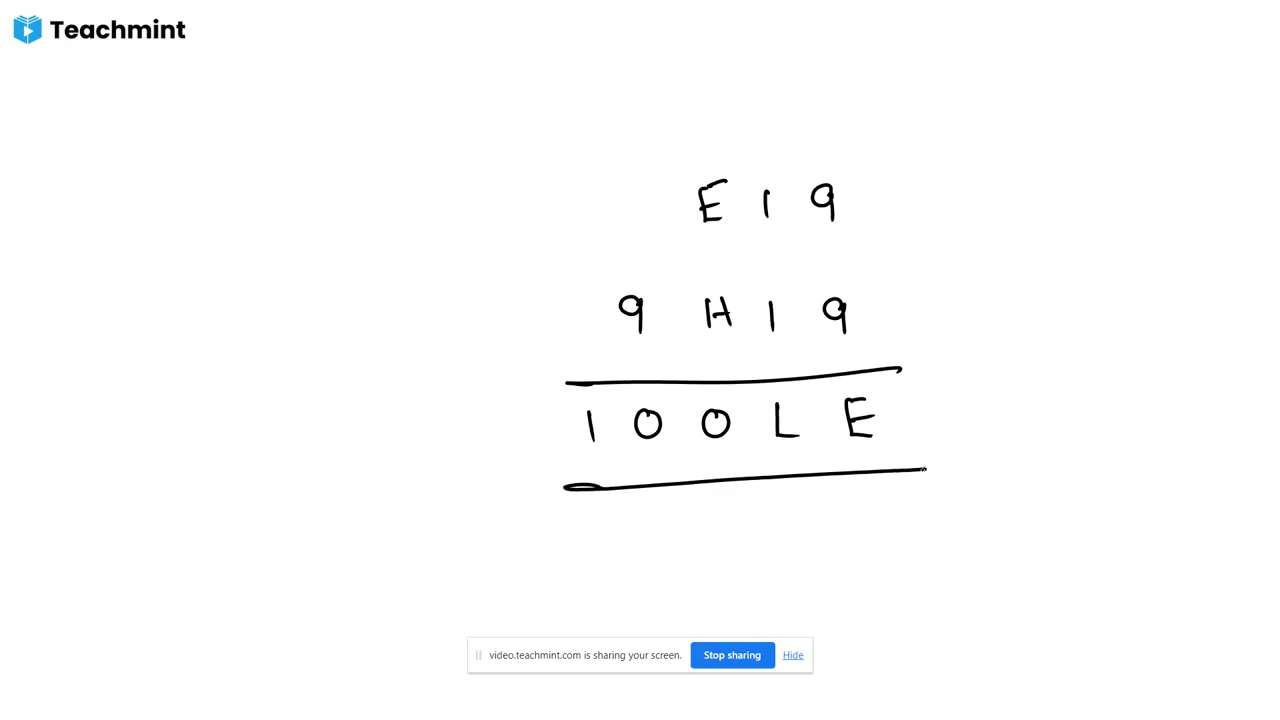 Teachmint
E 1 9
9 H 1 9
1 0 0 L E
video.teachmint.com is sharing your screen. Stop sharing Hide